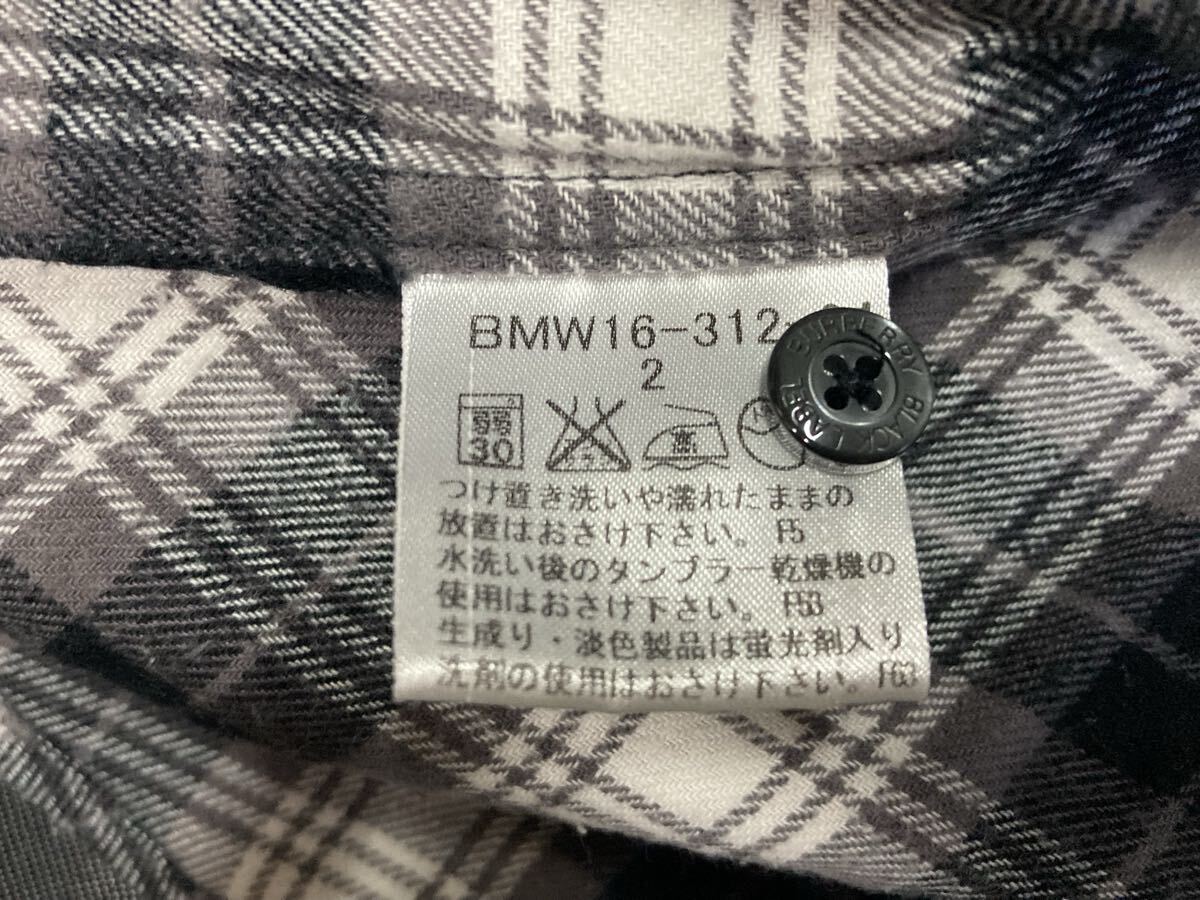 BMW16-312
2
弱
30
つけ置き洗いや濡れたままの
放置はおさけ下さい。F5
水洗い後のタンブラー乾燥機の
使用はおさけ下さい。F53
生成り・淡色製品は蛍光剤入り
洗剤の使用はおさけ下さい。F63
BURBERRY BLACK LABEL